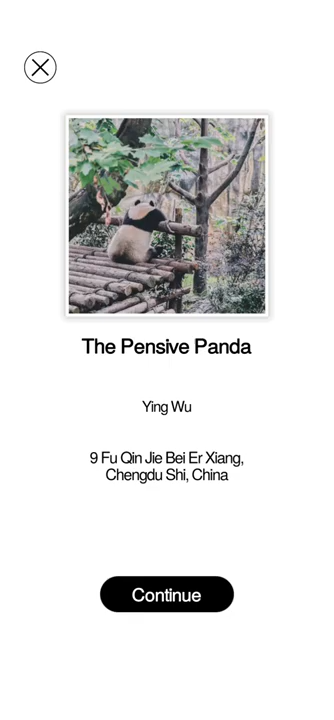 The Pensive Panda
Ying Wu
9 Fu Qin Jie Bei Er Xiang,
Chengdu Shi, China
Continue